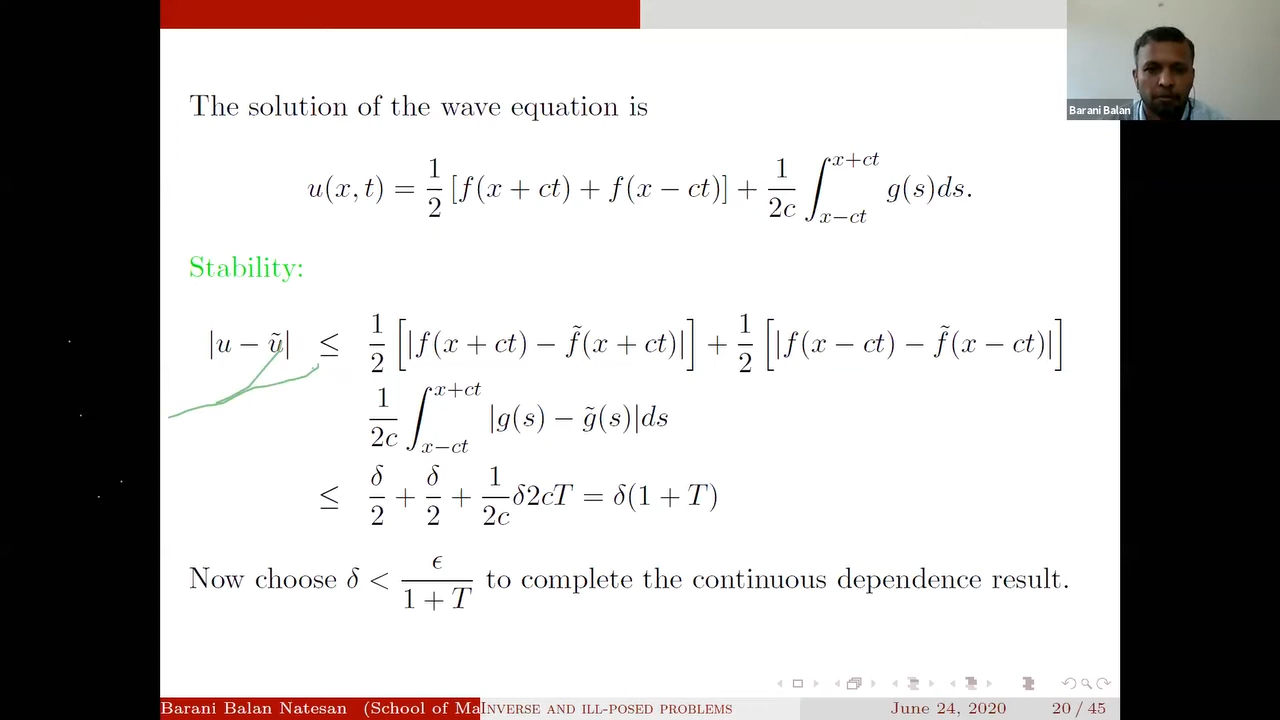 The solution of the wave equation is
u(x, t) = 1/2 [f(x + ct) + f(x − ct)] + 1/2c ∫_{x−ct}^{x+ct} g(s)ds.
Stability:
|u − ũ| ≤ 1/2 [|f(x + ct) − f̃(x + ct)|] + 1/2 [|f(x − ct) − f̃(x − ct)|]
1/2c ∫_{x−ct}^{x+ct} |g(s) − g̃(s)|ds
≤ δ/2 + δ/2 + 1/2c δ2cT = δ(1 + T)
Now choose δ < ϵ/(1 + T) to complete the continuous dependence result.
Barani Balan
Barani Balan Natesan (School of Ma
Inverse and ill-posed problems
June 24, 2020
20 / 45